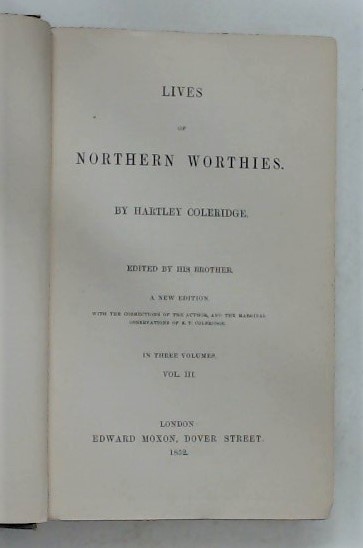 LIVES
OF
NORTHERN WORTHIES.
BY HARTLEY COLERIDGE.
EDITED BY HIS BROTHER.
A NEW EDITION.
WITH THE CORRECTIONS OF THE AUTHOR, AND THE MARGINAL
OBSERVATIONS OF S. T. COLERIDGE.
IN THREE VOLUMES.
VOL. III.
LONDON
EDWARD MOXON, DOVER STREET.
1852.